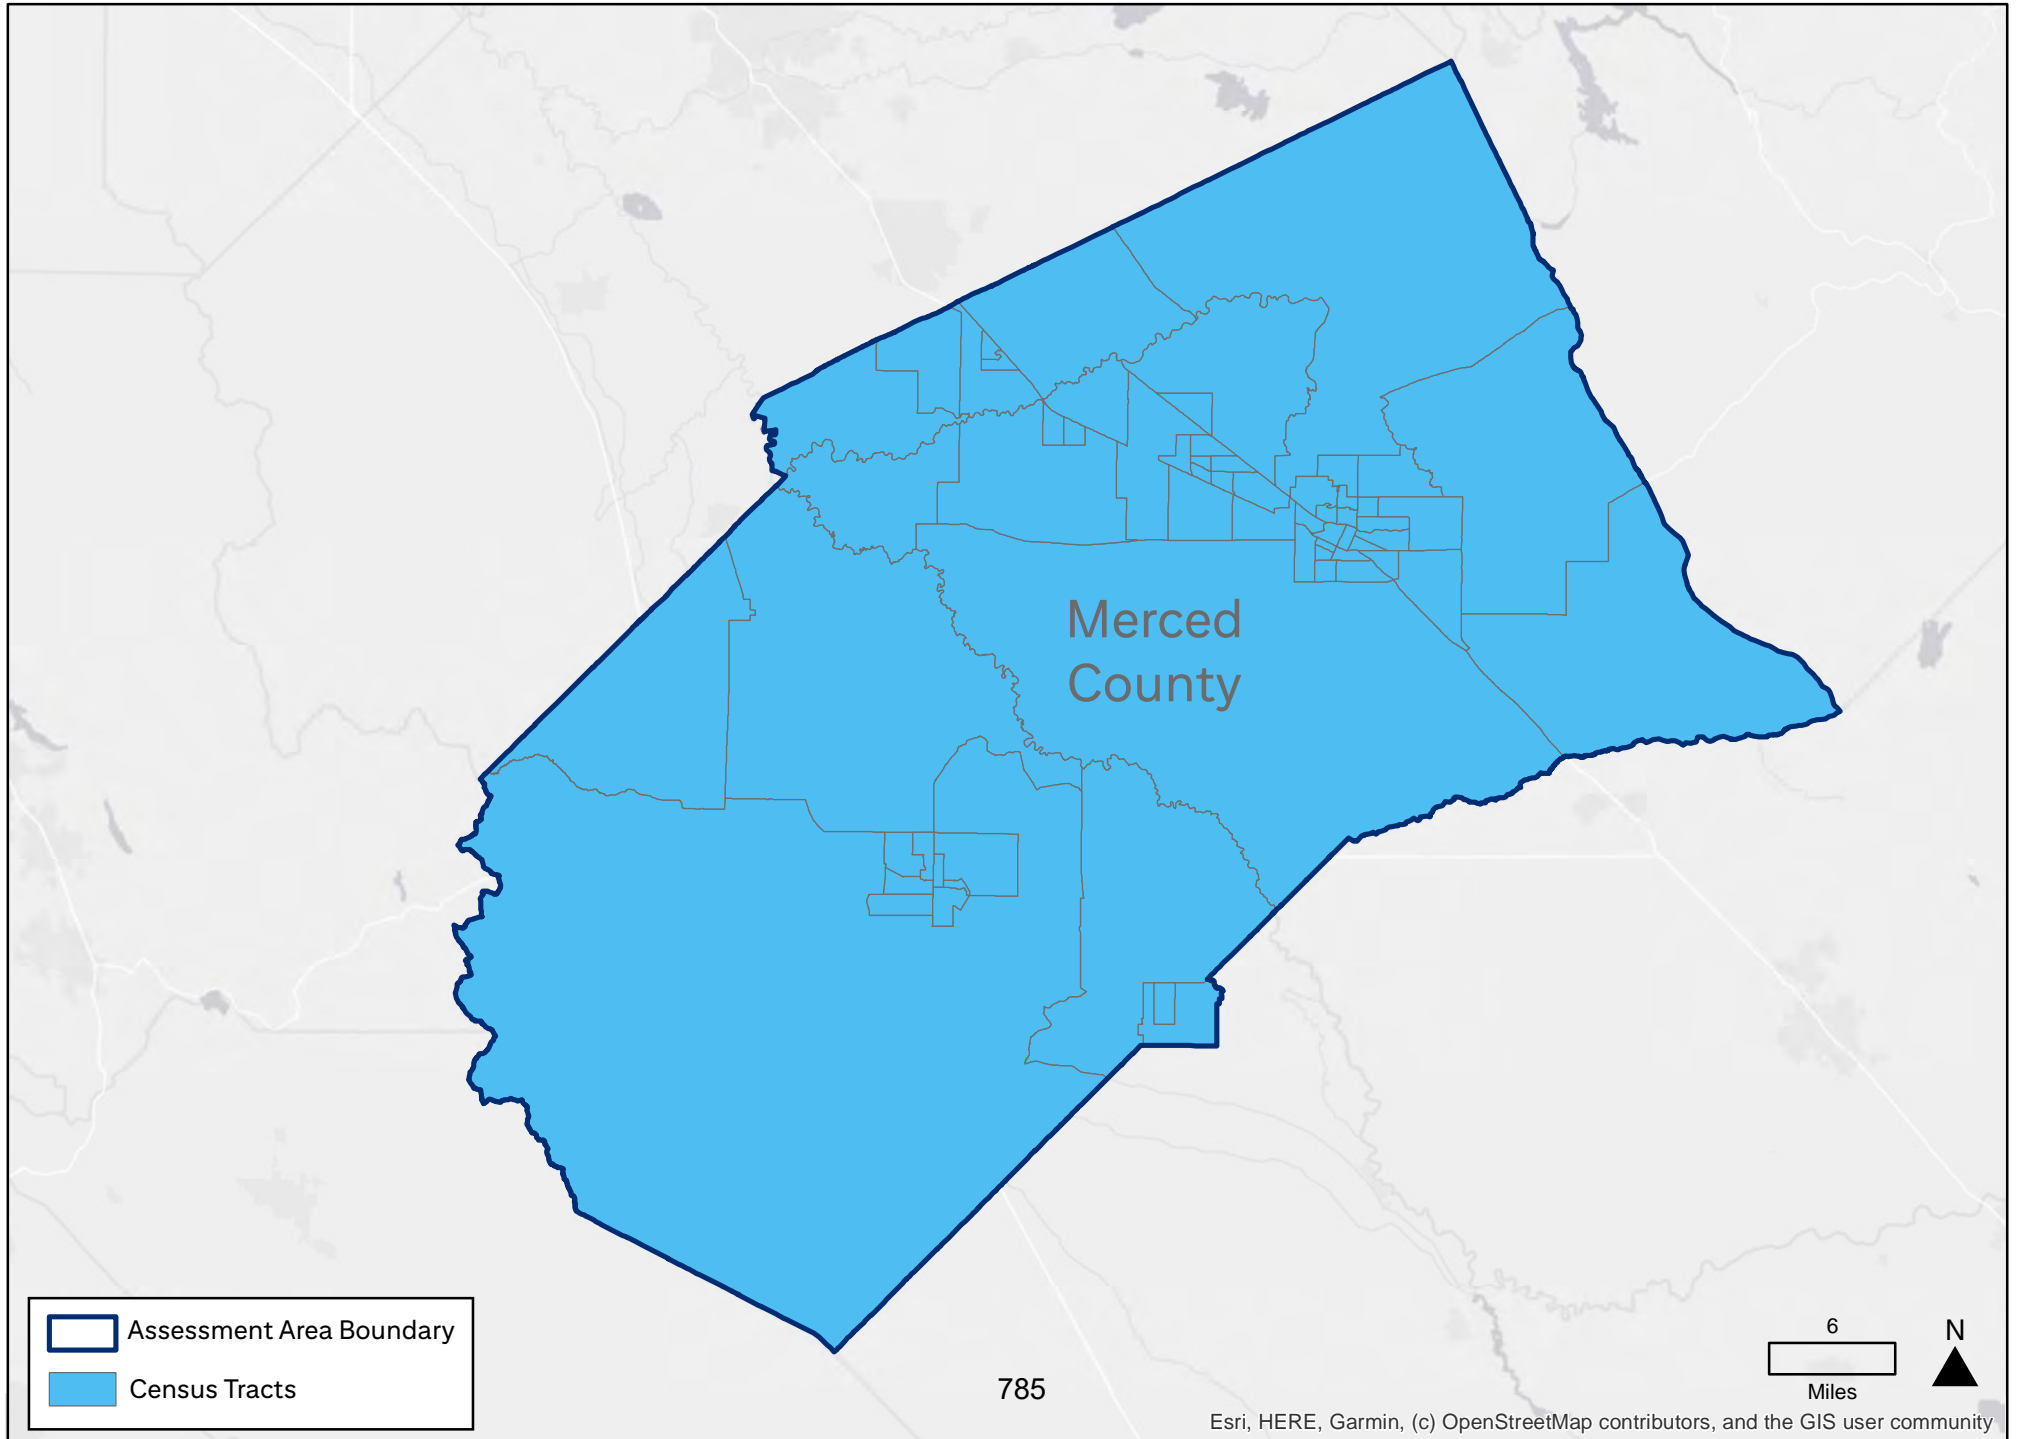 Merced
County
Assessment Area Boundary
Census Tracts
785
6
Miles
N
Esri, HERE, Garmin, (c) OpenStreetMap contributors, and the GIS user community